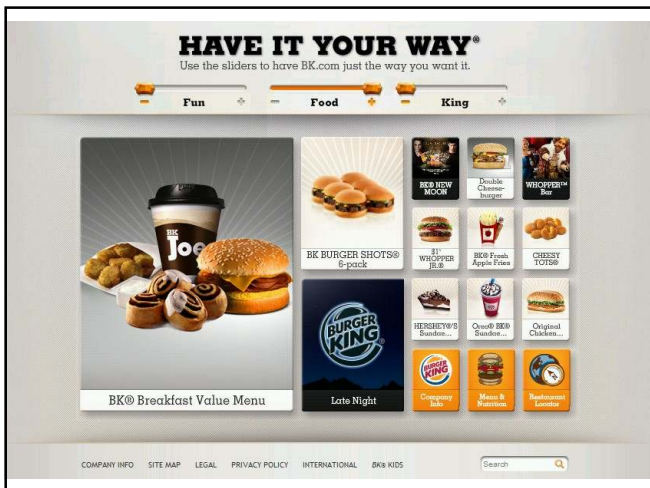 HAVE IT YOUR WAY®
Use the sliders to have BK.com just the way you want it.
Fun
Food
King
BK
Joe
BK® Breakfast Value Menu
BK BURGER SHOTS®
6-pack
BURGER
KING
Late Night
BK® NEW
MOON
Double
Cheese-
burger
WHOPPER™
Bar
$1*
WHOPPER
JR.®
BK® Fresh
Apple Fries
CHEESY
TOTS®
HERSHEY®'S
Sundae...
Oreo® BK®
Sundae...
Original
Chicken...
BURGER
KING
Company
Info
Menu &
Nutrition
Restaurant
Locator
COMPANY INFO SITE MAP LEGAL PRIVACY POLICY INTERNATIONAL BK® KIDS
Search